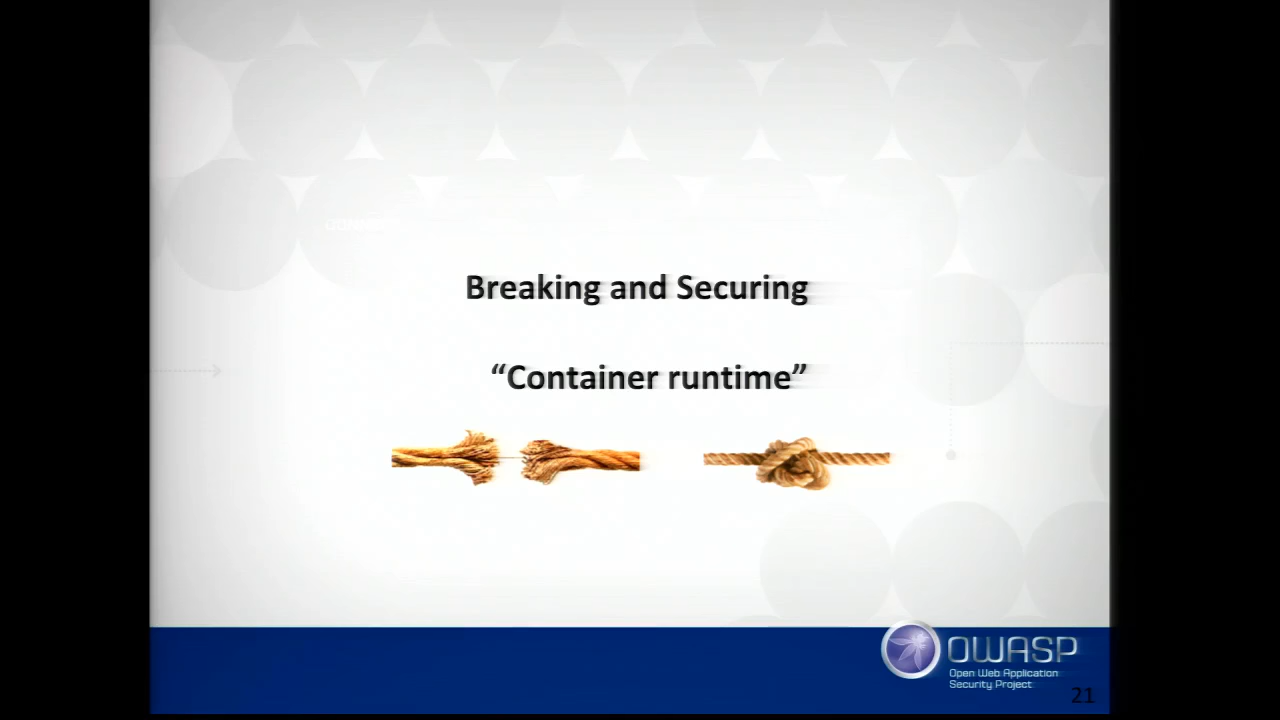 Breaking and Securing
“Container runtime”
OWASP
Open Web Application
Security Project
21